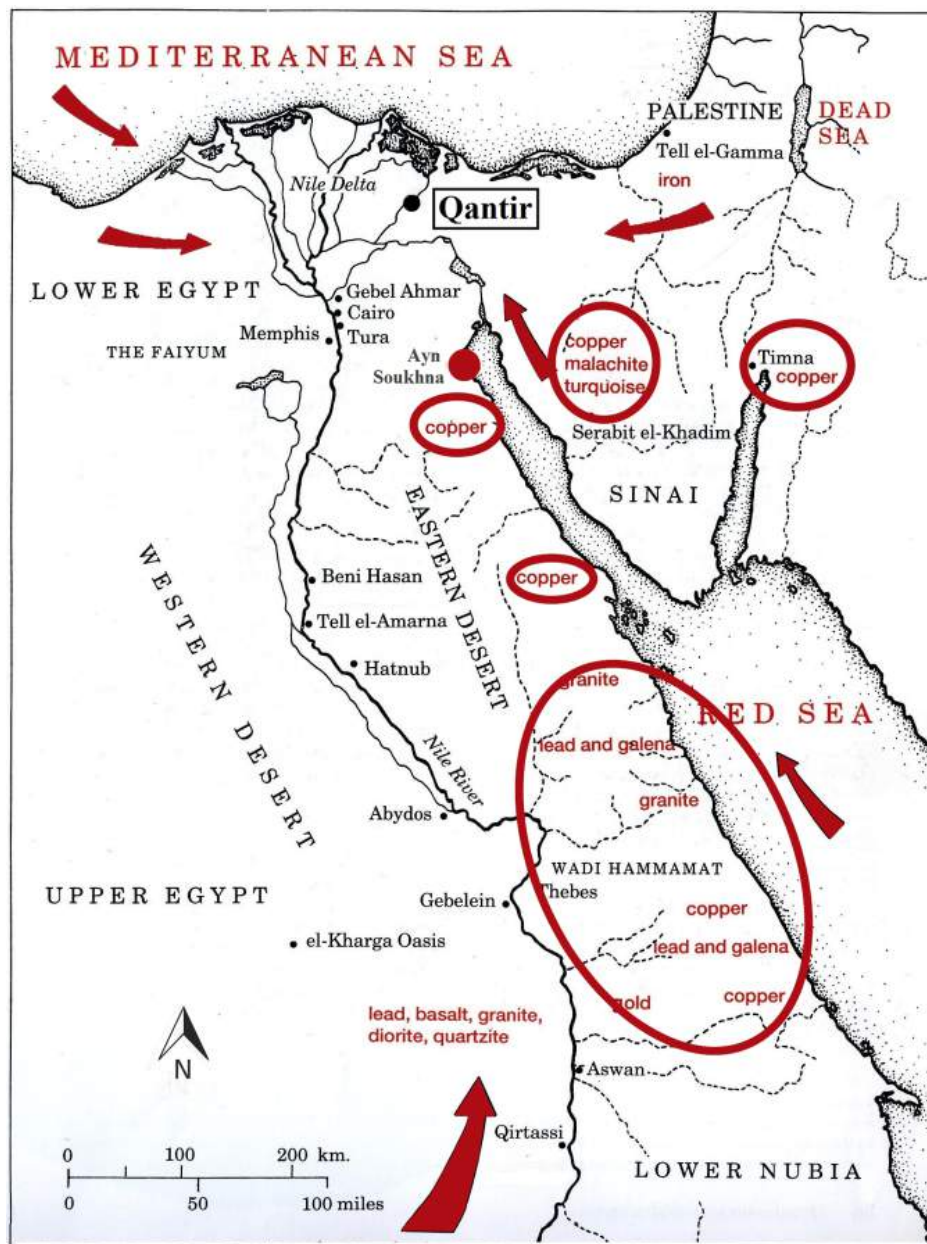 MEDITERRANEAN SEA
PALESTINE
DEAD
SEA
Tell el-Gamma
iron
Nile Delta
Qantir
LOWER EGYPT
Gebel Ahmar
Cairo
Memphis
Tura
THE FAIYUM
Ayn
Soukhna
copper
malachite
turquoise
Timna
copper
copper
Serabit el-Khadim
SINAI
EASTERN DESERT
copper
WESTERN DESERT
Beni Hasan
Tell el-Amarna
Hatnub
granite
RED SEA
lead and galena
Nile River
granite
Abydos
WADI HAMMAMAT
Thebes
UPPER EGYPT
Gebelein
copper
el-Kharga Oasis
lead and galena
gold
copper
lead, basalt, granite,
diorite, quartzite
N
Aswan
Qirtassi
0 100 200 km.
0 50 100 miles
LOWER NUBIA